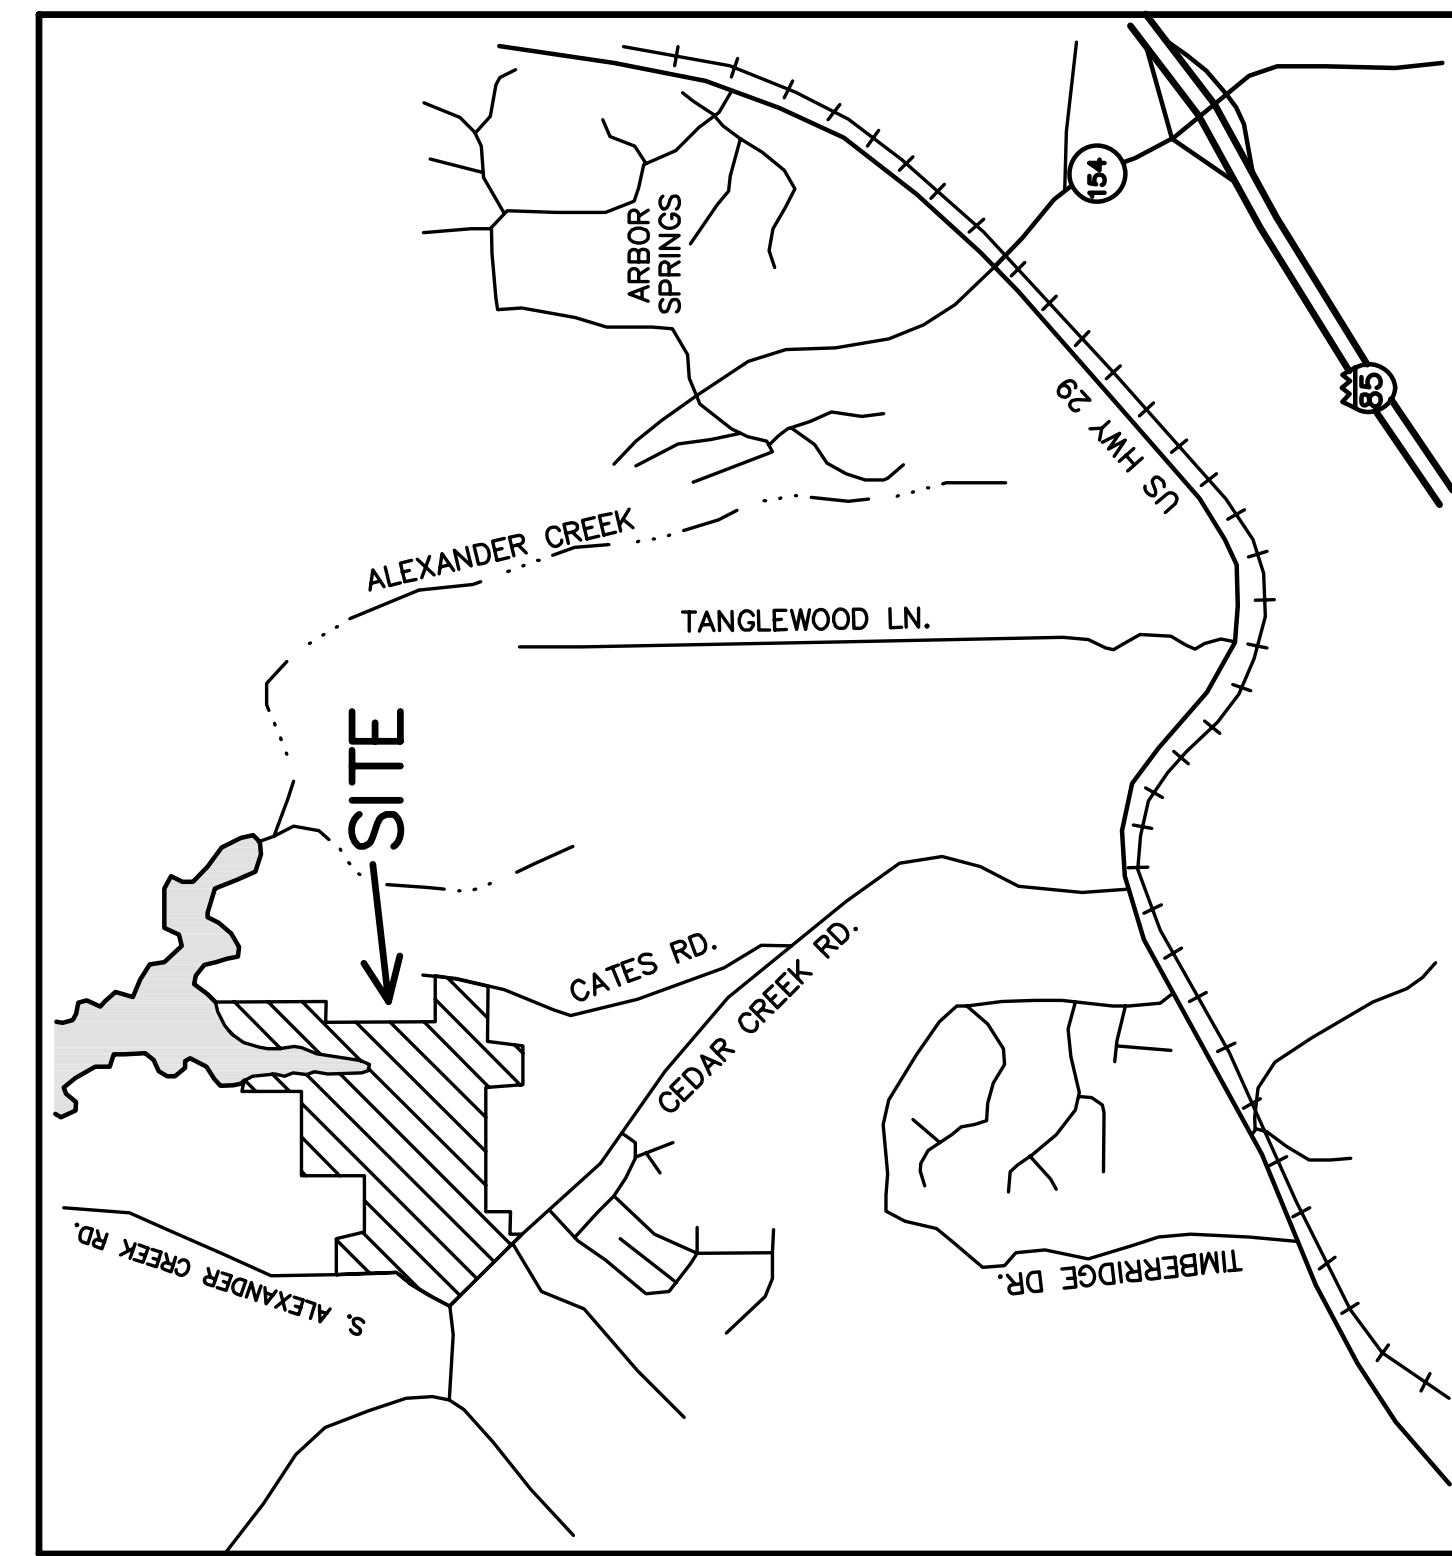 154
ARBOR
SPRINGS
85
US HWY 29
ALEXANDER CREEK
TANGLEWOOD LN.
SITE
CATES RD.
CEDAR CREEK RD.
S. ALEXANDER CREEK RD.
TIMBERRIDGE DR.